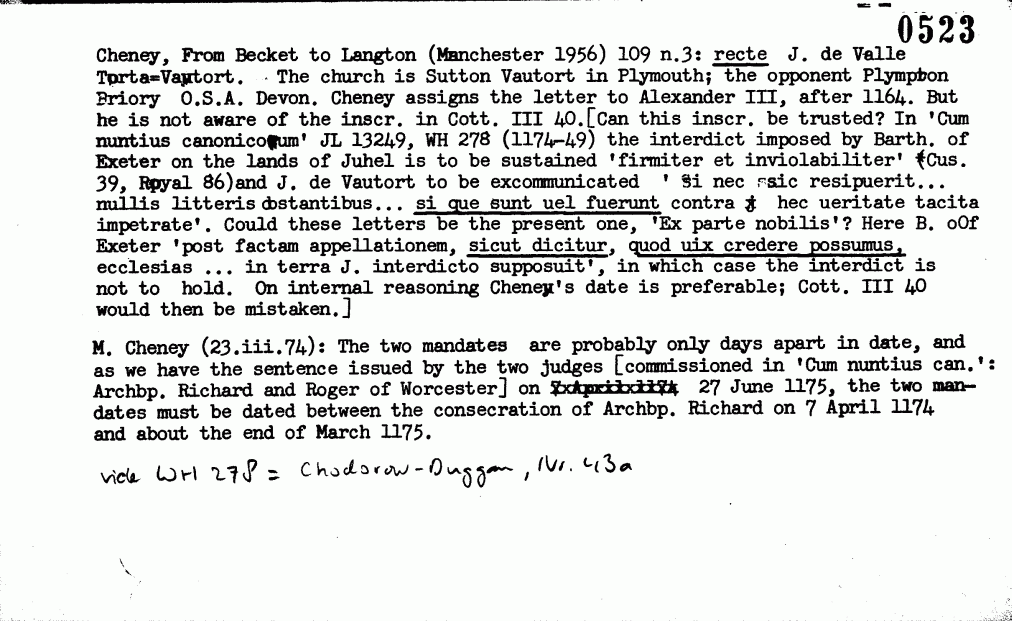 0523
Cheney, From Becket to Langton (Manchester 1956) 109 n.3: recte J. de Valle
Torta=Vautort. The church is Sutton Vautort in Plymouth; the opponent Plympton
Priory O.S.A. Devon. Cheney assigns the letter to Alexander III, after 1164. But
he is not aware of the inscr. in Cott. III 40.[Can this inscr. be trusted? In 'Cum
nuntius canonicorum' JL 13249, WH 278 (1174-49) the interdict imposed by Barth. of
Exeter on the lands of Juhel is to be sustained 'firmiter et inviolabiliter' (Cus.
39, Royal 86)and J. de Vautort to be excommunicated ' Si nec sic resipuerit...
nullis litteris obstantibus... si que sunt uel fuerunt contra hec ueritate tacita
impetrate'. Could these letters be the present one, 'Ex parte nobilis'? Here B. oOf
Exeter 'post factam appellationem, sicut dicitur, quod uix credere possumus,
ecclesias ... in terra J. interdicto supposuit', in which case the interdict is
not to hold. On internal reasoning Cheney's date is preferable; Cott. III 40
would then be mistaken.]
M. Cheney (23.iii.74): The two mandates are probably only days apart in date, and
as we have the sentence issued by the two judges [commissioned in 'Cum nuntius can.':
Archbp. Richard and Roger of Worcester] on 27 June 1175, the two man-
dates must be dated between the consecration of Archbp. Richard on 7 April 1174
and about the end of March 1175.
vide WH 278 = Chodorow-Duggan, Nr. 43a